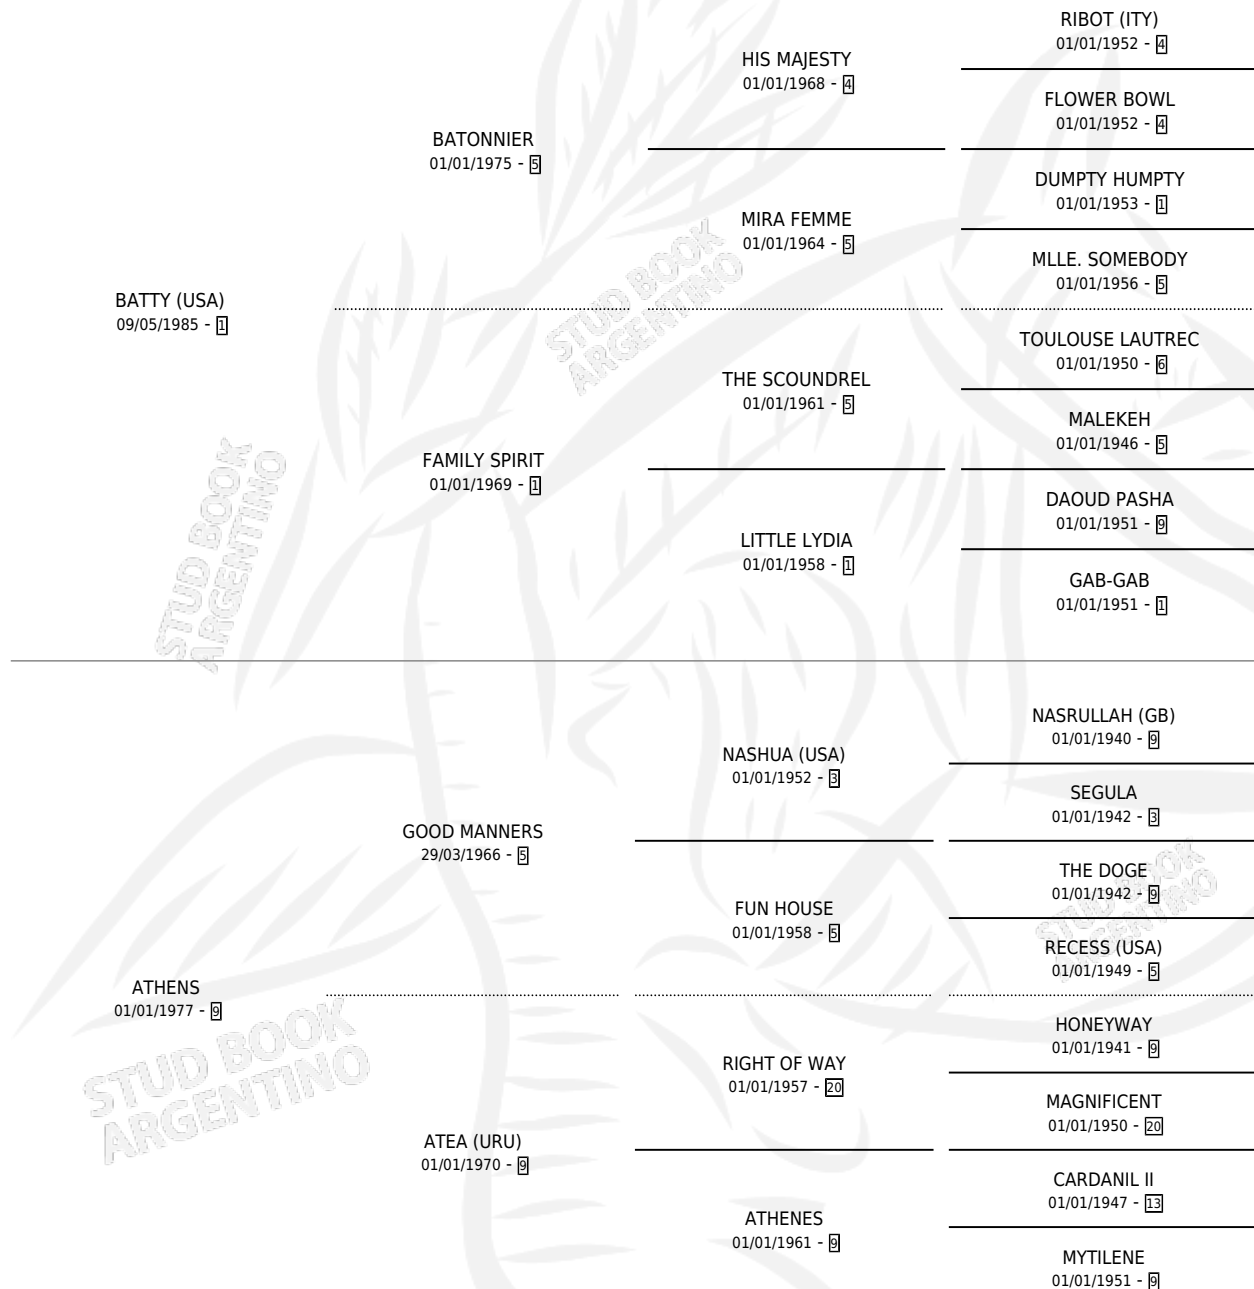 BATTY (USA)
09/05/1985 - 1
BATONNIER
01/01/1975 - 5
HIS MAJESTY
01/01/1968 - 4
RIBOT (ITY)
01/01/1952 - 4
FLOWER BOWL
01/01/1952 - 4
MIRA FEMME
01/01/1964 - 5
DUMPTY HUMPTY
01/01/1953 - 1
MLLE. SOMEBODY
01/01/1956 - 5
FAMILY SPIRIT
01/01/1969 - 1
THE SCOUNDREL
01/01/1961 - 5
TOULOUSE LAUTREC
01/01/1950 - 6
MALEKEH
01/01/1946 - 5
LITTLE LYDIA
01/01/1958 - 1
DAOUD PASHA
01/01/1951 - 9
GAB-GAB
01/01/1951 - 1
ATHENS
01/01/1977 - 9
GOOD MANNERS
29/03/1966 - 5
NASHUA (USA)
01/01/1952 - 3
NASRULLAH (GB)
01/01/1940 - 9
SEGULA
01/01/1942 - 3
FUN HOUSE
01/01/1958 - 5
THE DOGE
01/01/1942 - 9
RECESS (USA)
01/01/1949 - 5
ATEA (URU)
01/01/1970 - 9
RIGHT OF WAY
01/01/1957 - 20
HONEYWAY
01/01/1941 - 9
MAGNIFICENT
01/01/1950 - 20
ATHENES
01/01/1961 - 9
CARDANIL II
01/01/1947 - 13
MYTILENE
01/01/1951 - 9
STUD BOOK
ARGENTINO
STUD BOOK
ARGENTINO
STUD BOOK
ARGENTINO
STUD BOOK
ARGENTINO